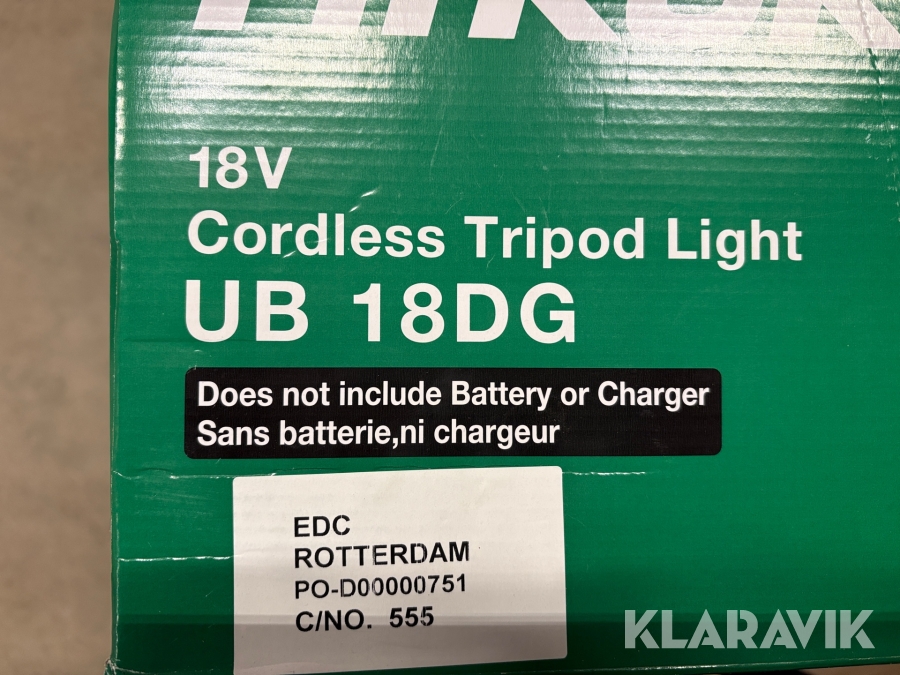 18V
Cordless Tripod Light
UB 18DG
Does not include Battery or Charger
Sans batterie,ni chargeur
EDC
ROTTERDAM
PO-D00000751
C/NO. 555
KLARAVIK